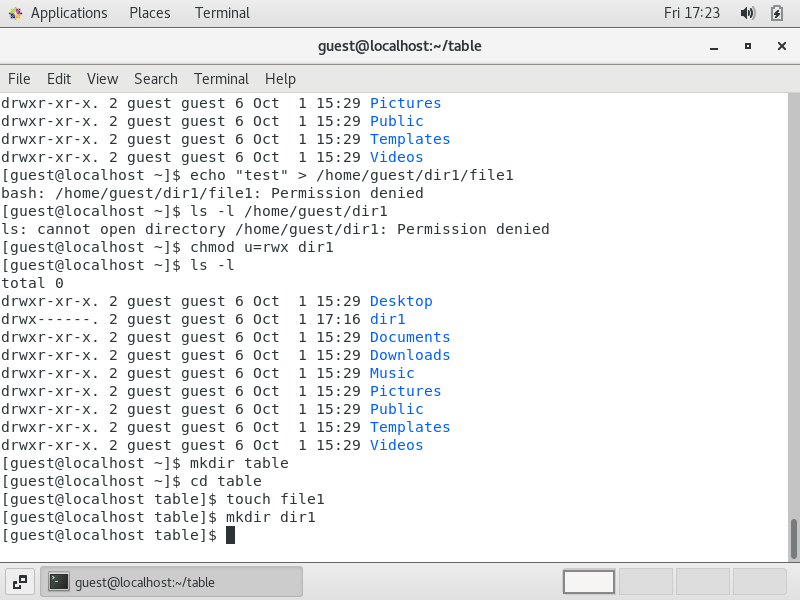 Applications Places Terminal Fri 17:23
guest@localhost:~/table
File Edit View Search Terminal Help
drwxr-xr-x. 2 guest guest 6 Oct  1 15:29 Pictures
drwxr-xr-x. 2 guest guest 6 Oct  1 15:29 Public
drwxr-xr-x. 2 guest guest 6 Oct  1 15:29 Templates
drwxr-xr-x. 2 guest guest 6 Oct  1 15:29 Videos
[guest@localhost ~]$ echo "test" > /home/guest/dir1/file1
bash: /home/guest/dir1/file1: Permission denied
[guest@localhost ~]$ ls -l /home/guest/dir1
ls: cannot open directory /home/guest/dir1: Permission denied
[guest@localhost ~]$ chmod u=rwx dir1
[guest@localhost ~]$ ls -l
total 0
drwxr-xr-x. 2 guest guest 6 Oct  1 15:29 Desktop
drwx------. 2 guest guest 6 Oct  1 17:16 dir1
drwxr-xr-x. 2 guest guest 6 Oct  1 15:29 Documents
drwxr-xr-x. 2 guest guest 6 Oct  1 15:29 Downloads
drwxr-xr-x. 2 guest guest 6 Oct  1 15:29 Music
drwxr-xr-x. 2 guest guest 6 Oct  1 15:29 Pictures
drwxr-xr-x. 2 guest guest 6 Oct  1 15:29 Public
drwxr-xr-x. 2 guest guest 6 Oct  1 15:29 Templates
drwxr-xr-x. 2 guest guest 6 Oct  1 15:29 Videos
[guest@localhost ~]$ mkdir table
[guest@localhost ~]$ cd table
[guest@localhost table]$ touch file1
[guest@localhost table]$ mkdir dir1
[guest@localhost table]$
guest@localhost:~/table